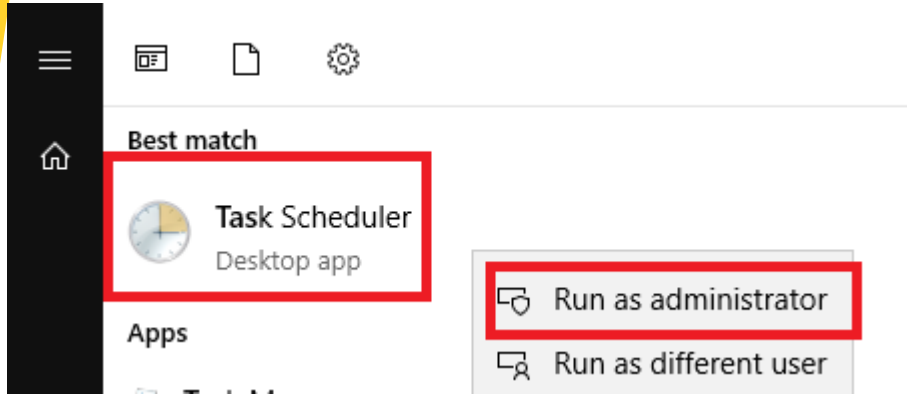 Best match
Task Scheduler
Desktop app
Run as administrator
Apps
Run as different user